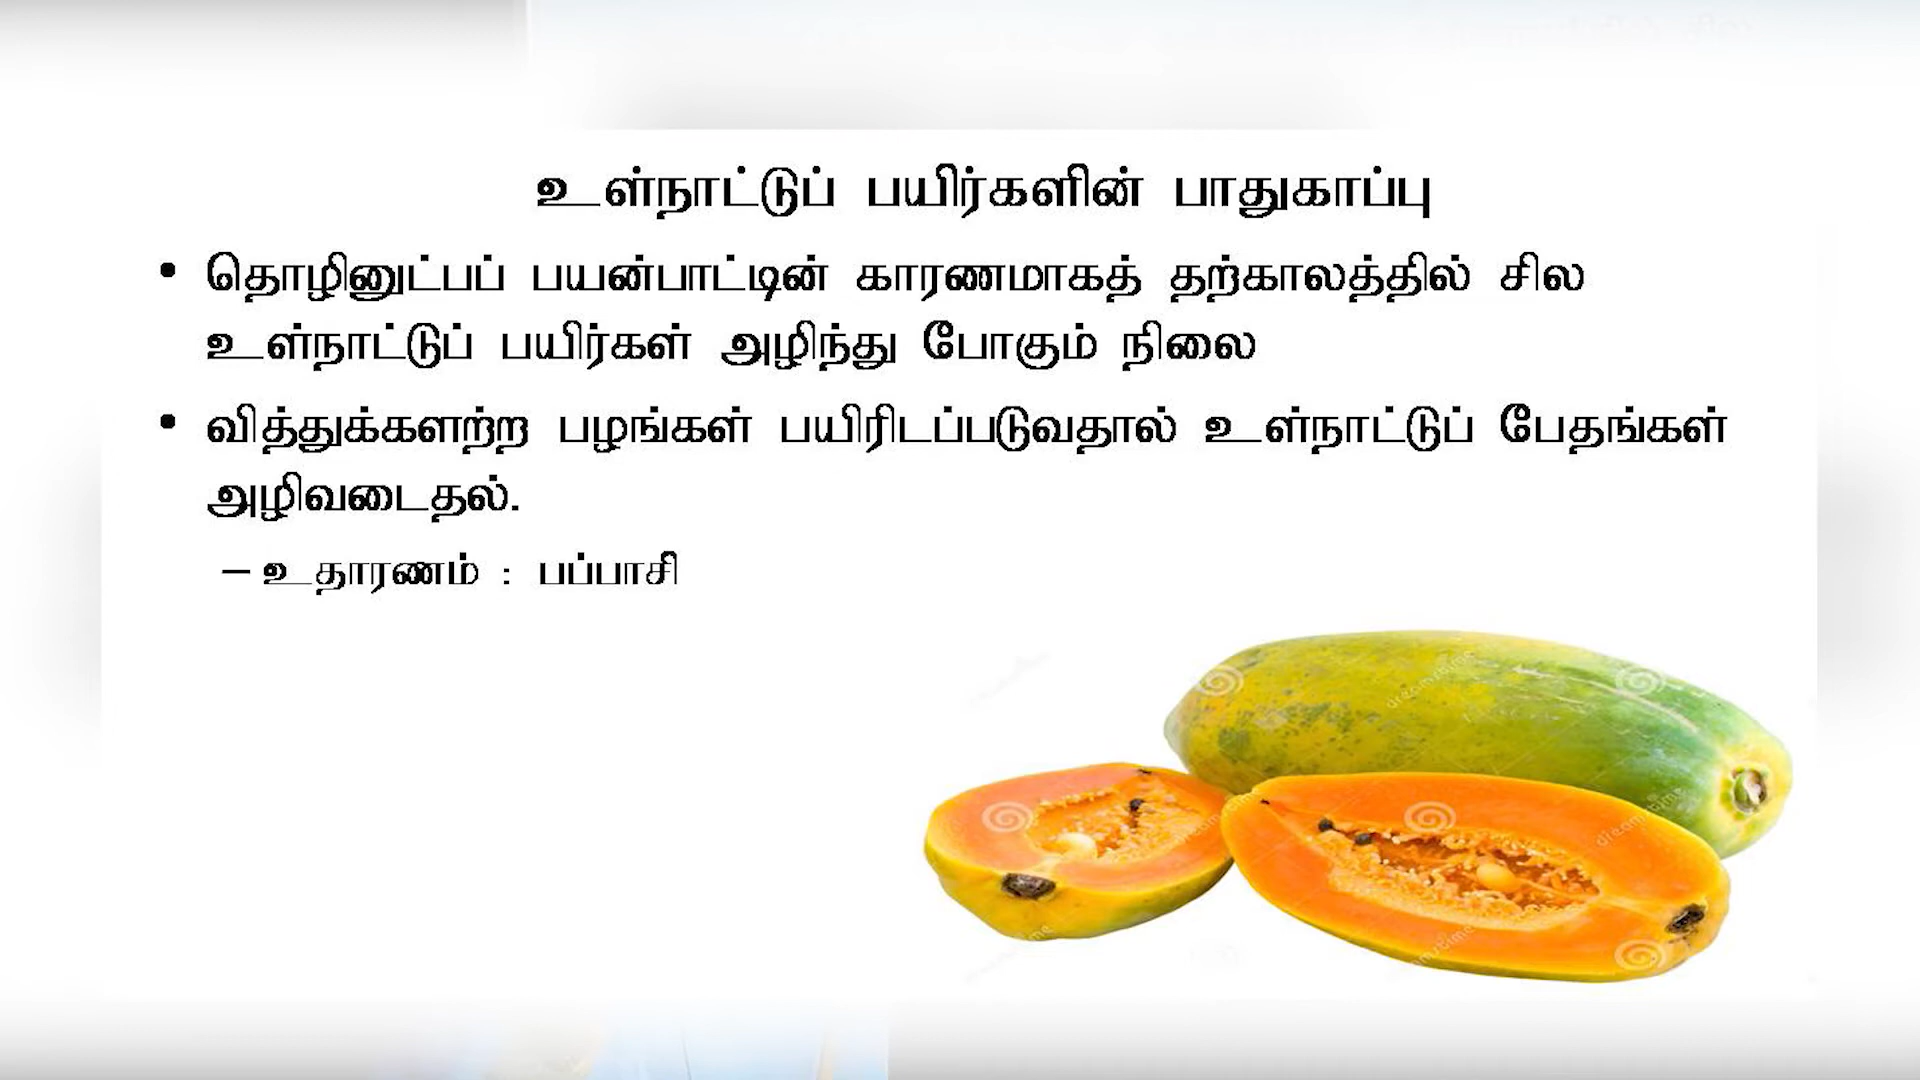 உள்நாட்டுப் பயிர்களின் பாதுகாப்பு
• தொழினுட்பப் பயன்பாட்டின் காரணமாகத் தற்காலத்தில் சில
உள்நாட்டுப் பயிர்கள் அழிந்து போகும் நிலை
• வித்துக்களற்ற பழங்கள் பயிரிடப்படுவதால் உள்நாட்டுப் பேதங்கள்
அழிவடைதல்.
– உதாரணம் : பப்பாசி